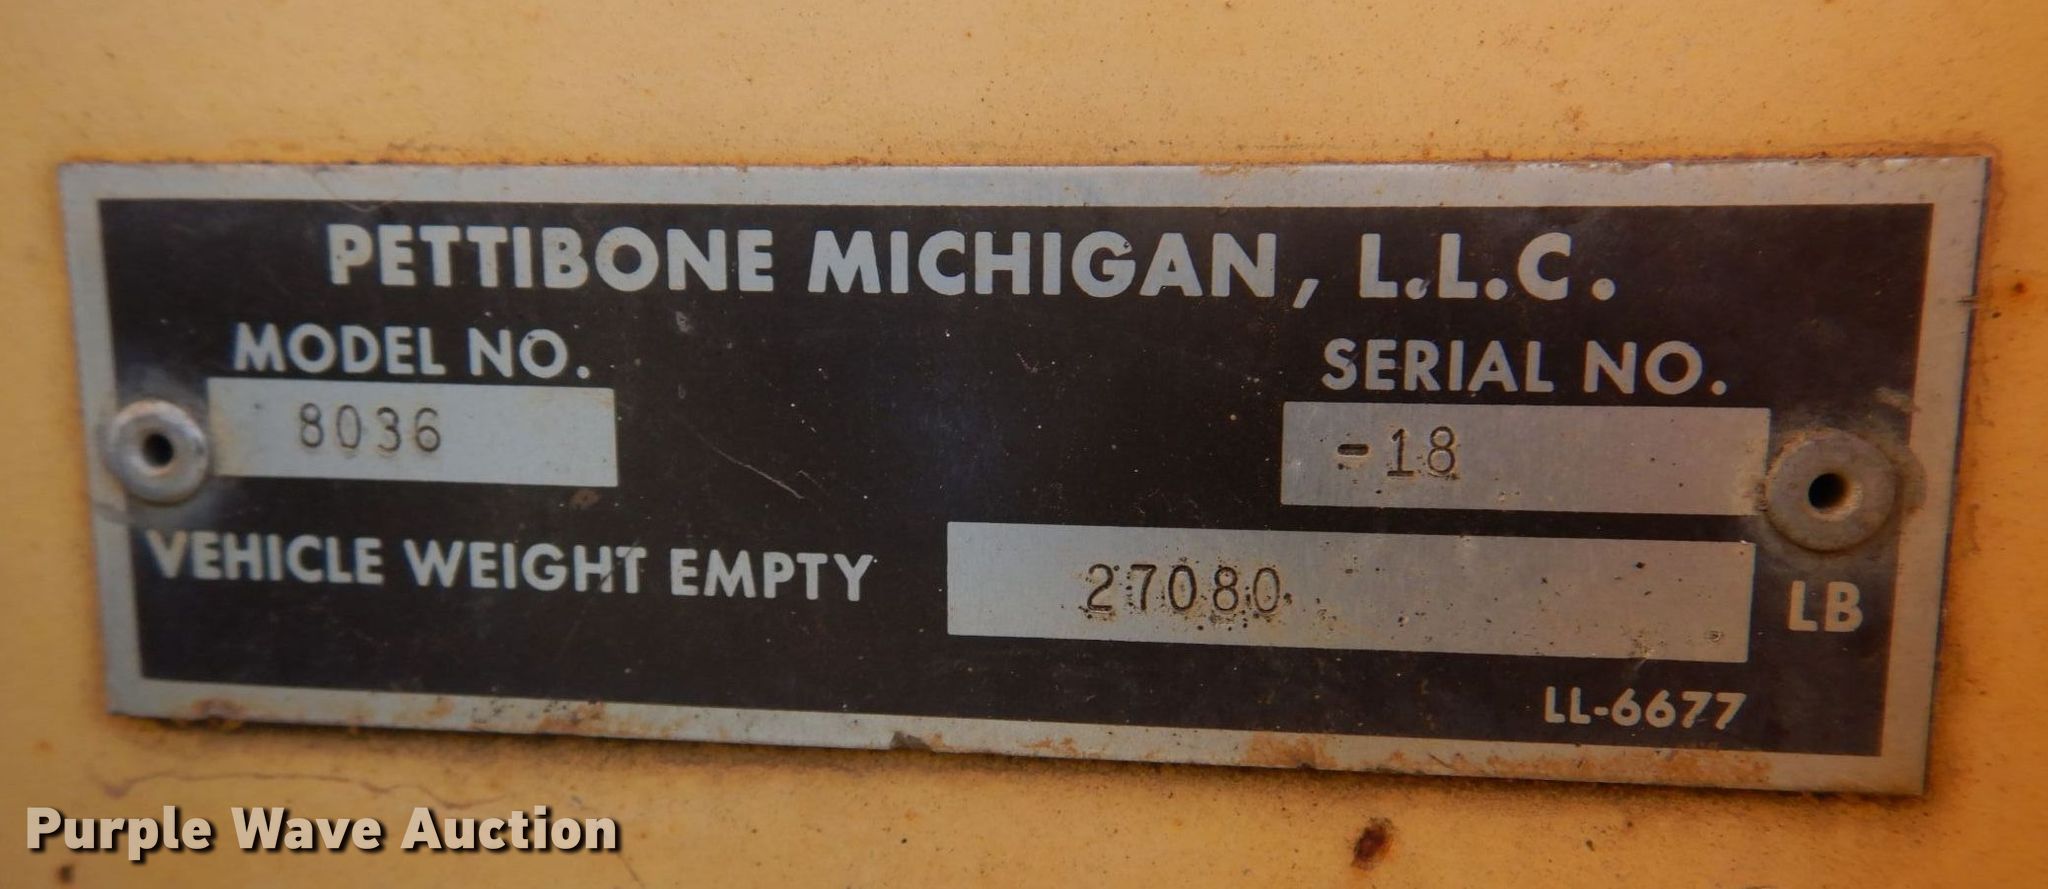 PETTIBONE MICHIGAN, L.L.C.
MODEL NO. SERIAL NO.
8036 -18
VEHICLE WEIGHT EMPTY 27080 LB
LL-6677
Purple Wave Auction